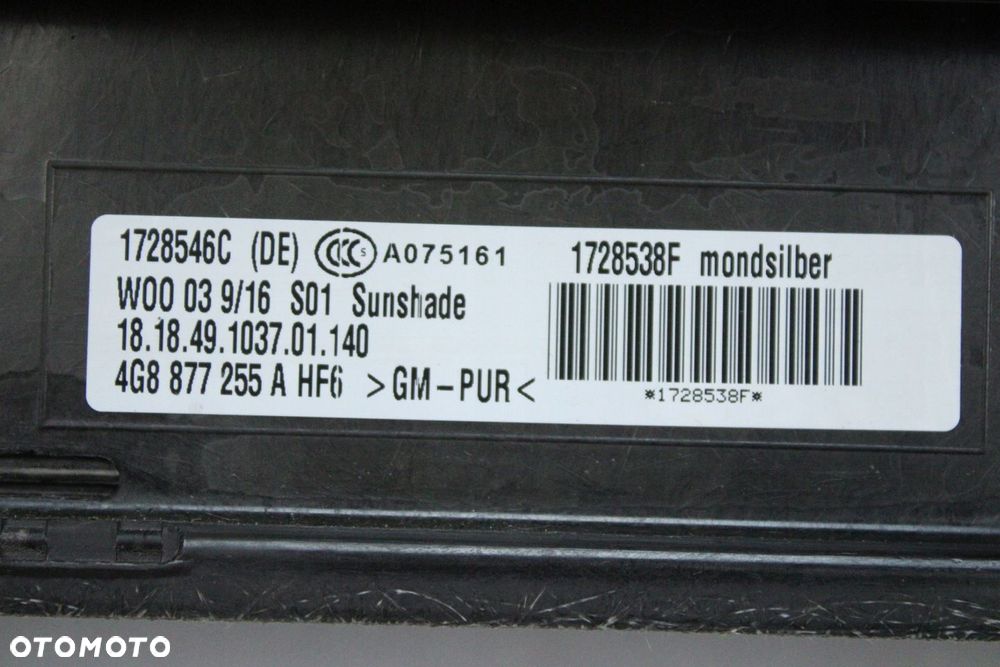 1728546C (DE) CCC S A075161
W00 03 9/16 S01 Sunshade
18.18.49.1037.01.140
4G8 877 255 A HF6 >GM-PUR<
1728538F mondsilber
*1728538F*
OTOMOTO